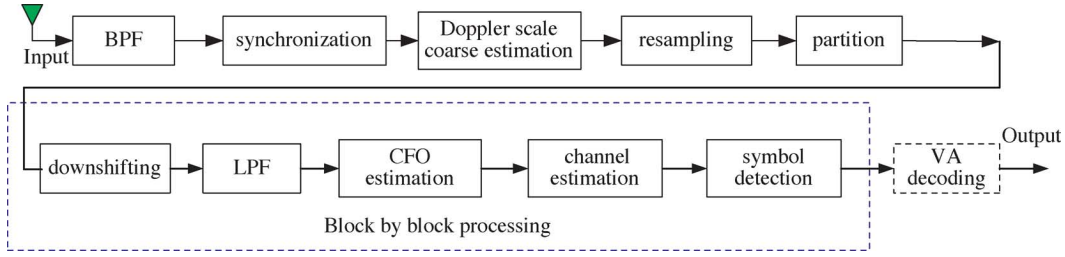 Input
BPF
synchronization
Doppler scale
coarse estimation
resampling
partition
downshifting
LPF
CFO
estimation
channel
estimation
symbol
detection
VA
decoding
Output
Block by block processing